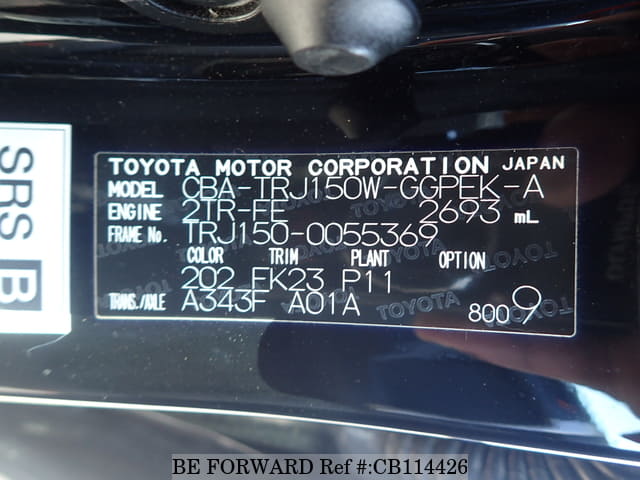 SRS B
TOYOTA MOTOR CORPORATION JAPAN
MODEL CBA-TRJ150W-GGPEK-A
ENGINE 2TR-FE 2693 mL
FRAME No. TRJ150-0055369
COLOR TRIM PLANT OPTION
202 FK23 P11
TRANS./AXLE A343F A01A 8009
BE FORWARD Ref #:CB114426